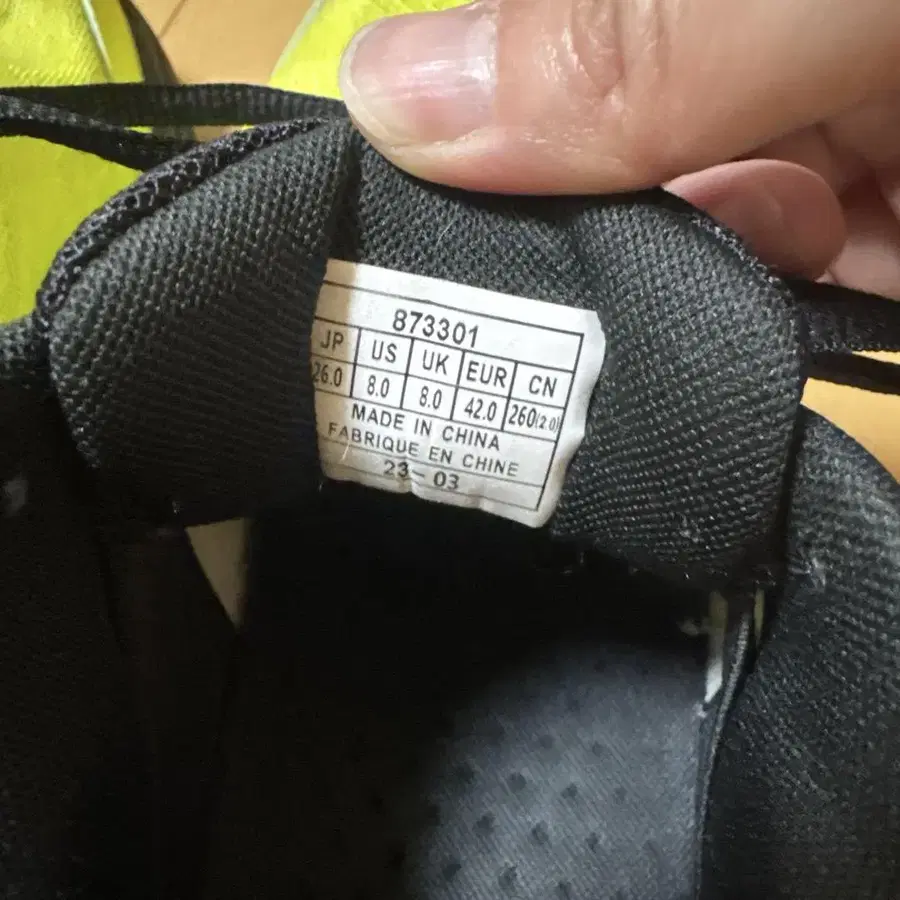 873301
JP US UK EUR CN
26.0 8.0 8.0 42.0 260(2.0)
MADE IN CHINA
FABRIQUE EN CHINE
23-03